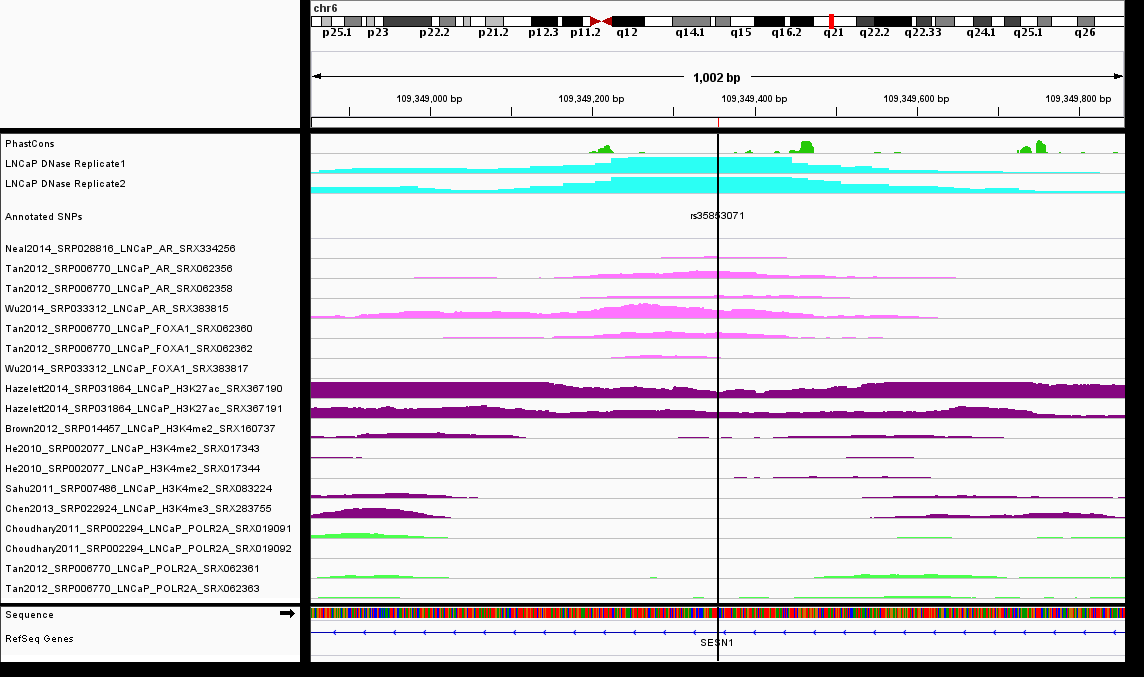 chr6
p25.1 p23 p22.2 p21.2 p12.3 p11.2 q12 q14.1 q15 q16.2 q21 q22.2 q22.33 q24.1 q25.1 q26
1,002 bp
109,349,000 bp 109,349,200 bp 109,349,400 bp 109,349,600 bp 109,349,800 bp
PhastCons
LNCaP DNase Replicate1
LNCaP DNase Replicate2
Annotated SNPs rs35853071
Neal2014_SRP028816_LNCaP_AR_SRX334256
Tan2012_SRP006770_LNCaP_AR_SRX062356
Tan2012_SRP006770_LNCaP_AR_SRX062358
Wu2014_SRP033312_LNCaP_AR_SRX383815
Tan2012_SRP006770_LNCaP_FOXA1_SRX062360
Tan2012_SRP006770_LNCaP_FOXA1_SRX062362
Wu2014_SRP033312_LNCaP_FOXA1_SRX383817
Hazelett2014_SRP031864_LNCaP_H3K27ac_SRX367190
Hazelett2014_SRP031864_LNCaP_H3K27ac_SRX367191
Brown2012_SRP014457_LNCaP_H3K4me2_SRX160737
He2010_SRP002077_LNCaP_H3K4me2_SRX017343
He2010_SRP002077_LNCaP_H3K4me2_SRX017344
Sahu2011_SRP007486_LNCaP_H3K4me2_SRX083224
Chen2013_SRP022924_LNCaP_H3K4me3_SRX283755
Choudhary2011_SRP002294_LNCaP_POLR2A_SRX019091
Choudhary2011_SRP002294_LNCaP_POLR2A_SRX019092
Tan2012_SRP006770_LNCaP_POLR2A_SRX062361
Tan2012_SRP006770_LNCaP_POLR2A_SRX062363
Sequence
RefSeq Genes
SESN1